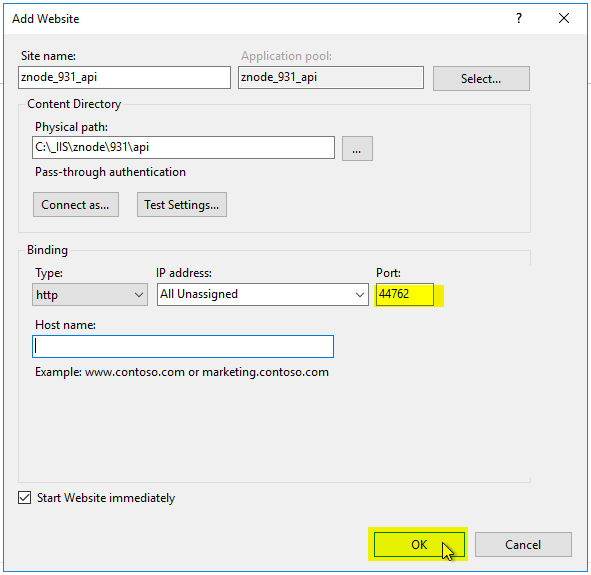 Add Website
?
Site name:
Application pool:
znode_931_api
znode_931_api
Select...
Content Directory
Physical path:
C:\_IIS\znode\931\api
...
Pass-through authentication
Connect as...
Test Settings...
Binding
Type:
IP address:
Port:
http
All Unassigned
44762
Host name:
Example: www.contoso.com or marketing.contoso.com
Start Website immediately
OK
Cancel